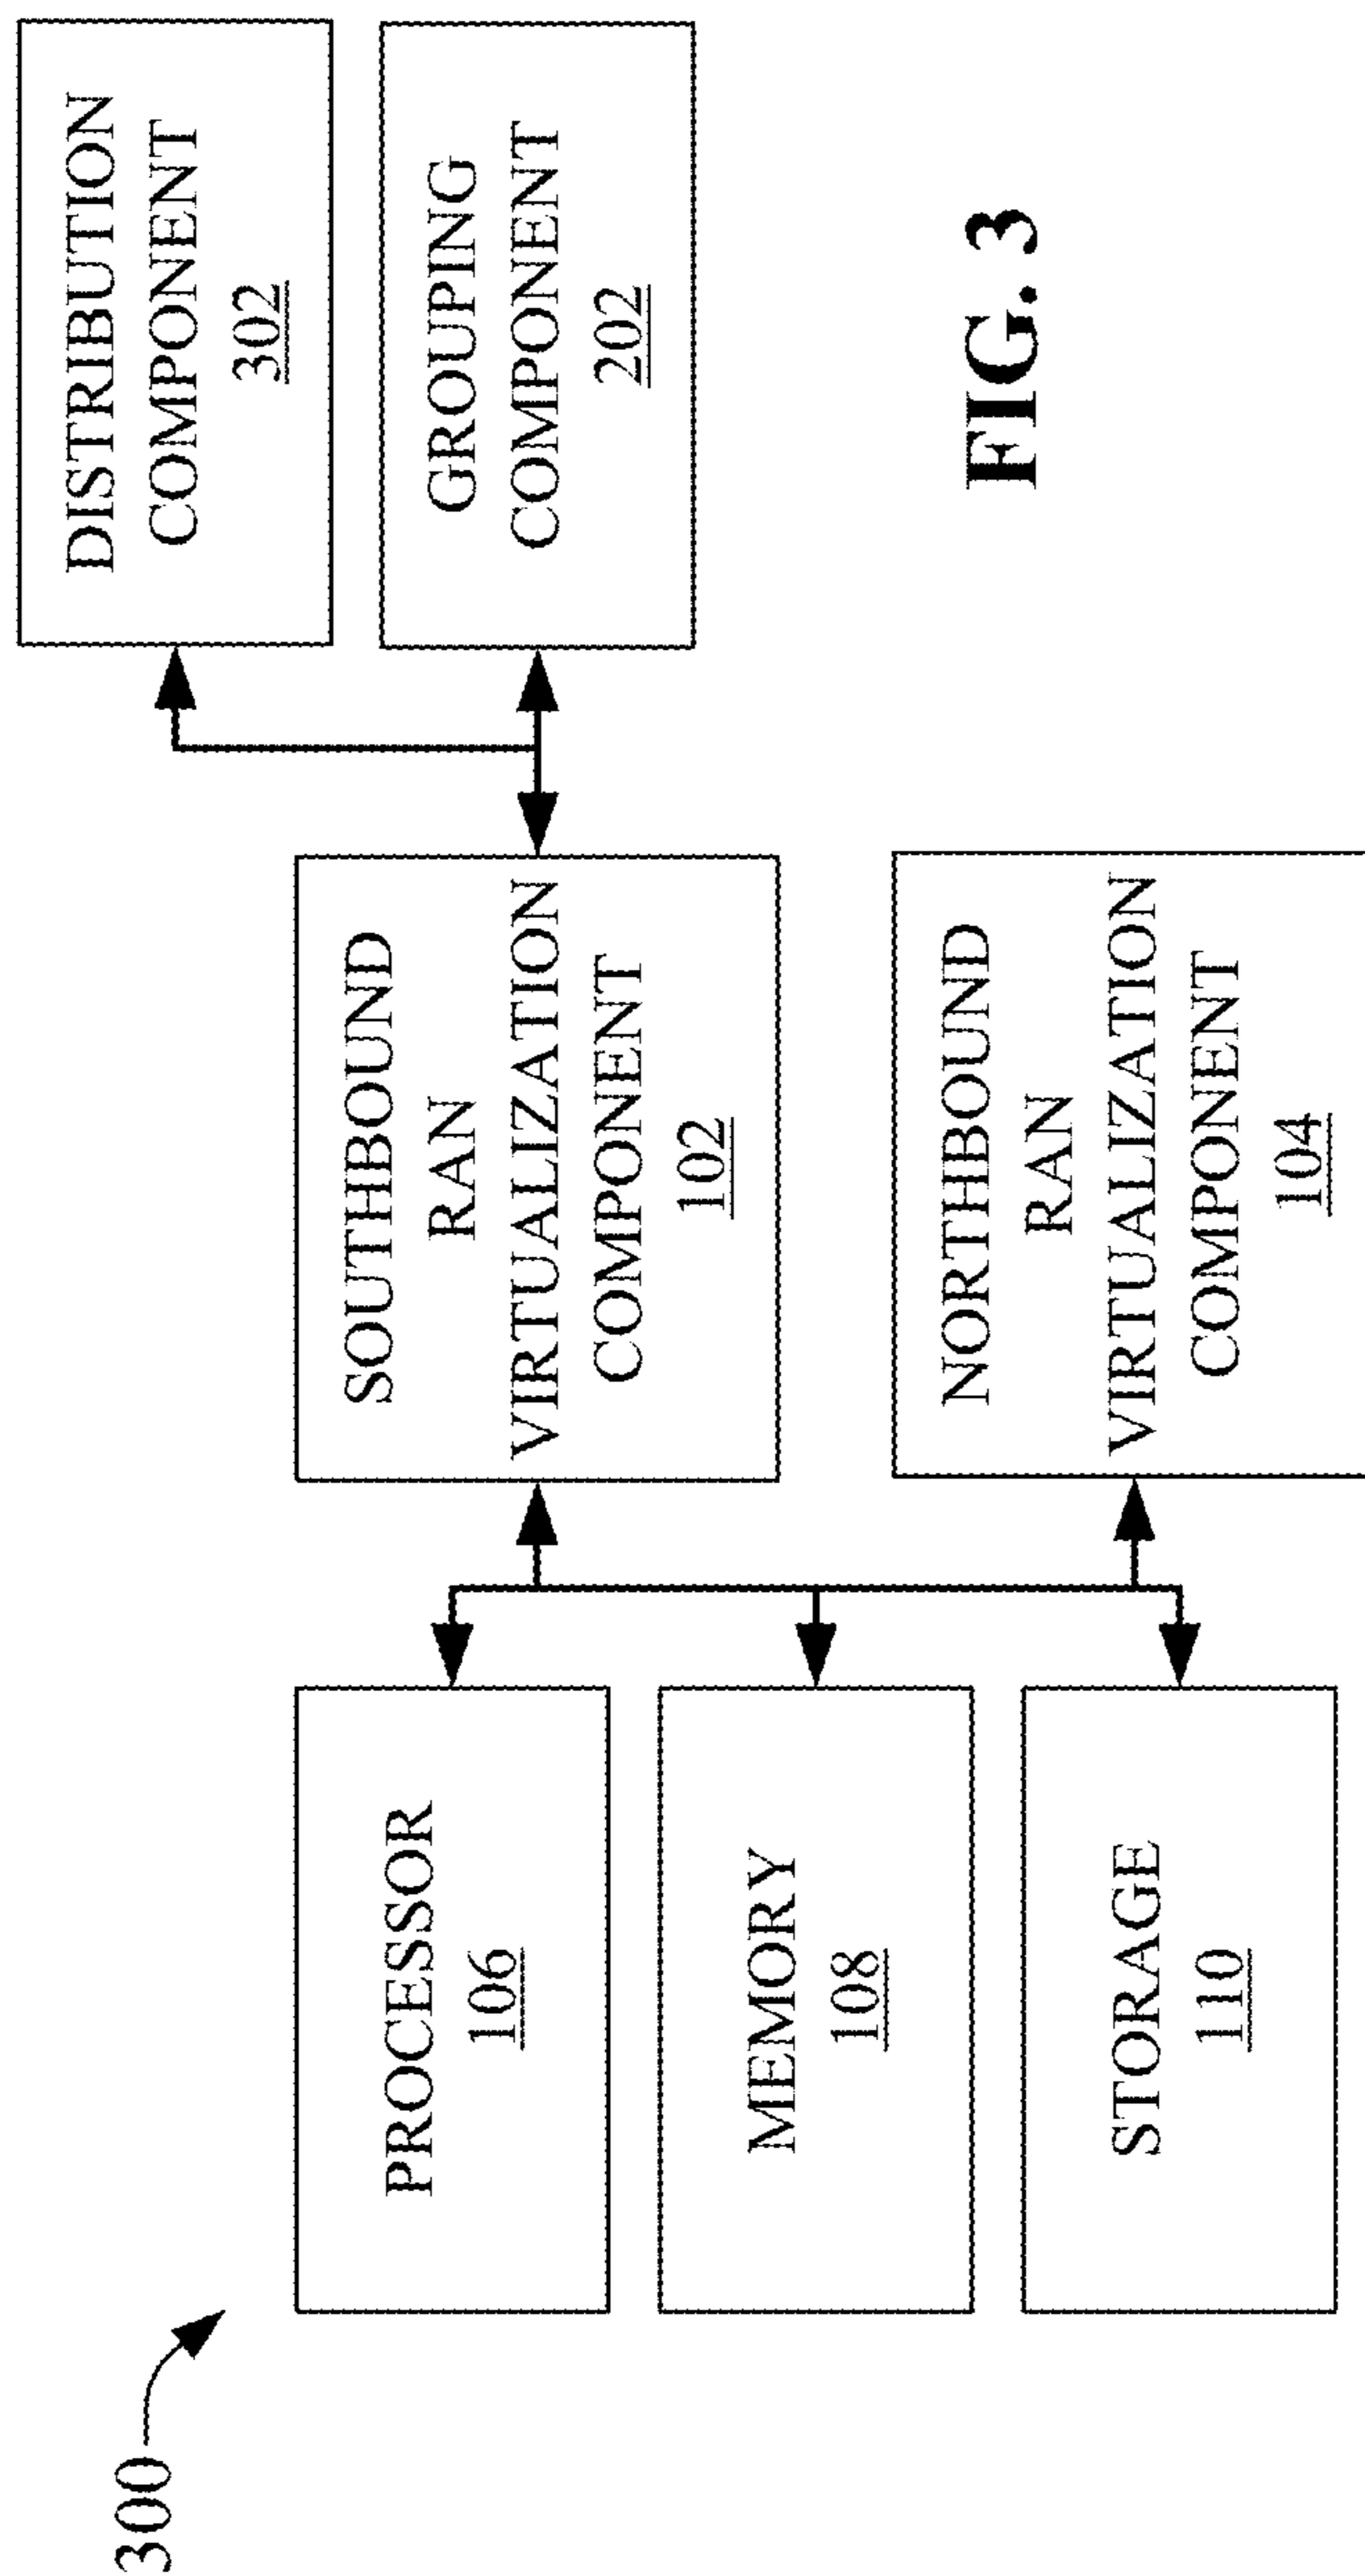 300
PROCESSOR
106
MEMORY
108
STORAGE
110
SOUTHBOUND
RAN
VIRTUALIZATION
COMPONENT
102
NORTHBOUND
RAN
VIRTUALIZATION
COMPONENT
104
DISTRIBUTION
COMPONENT
302
GROUPING
COMPONENT
202
FIG. 3